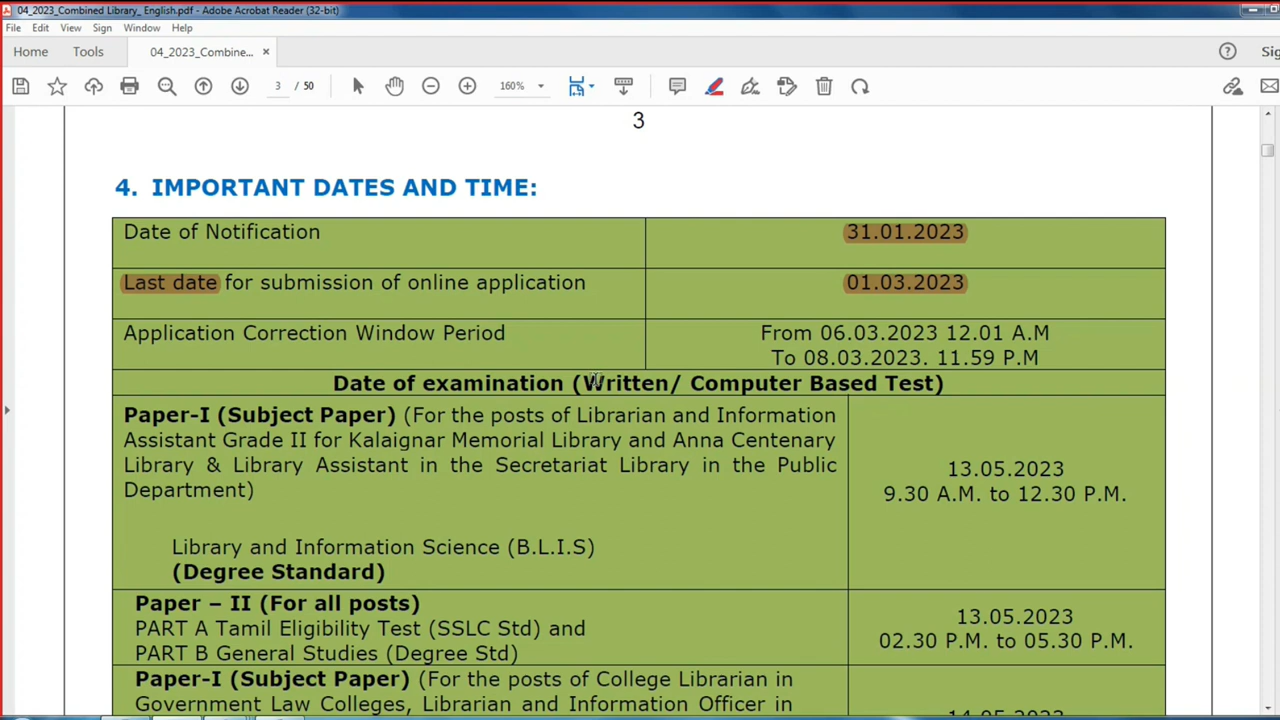 04_2023_Combined Library_ English.pdf - Adobe Acrobat Reader (32-bit)
File Edit View Sign Window Help
Home Tools 04_2023_Combine... ×
3 / 50 160%
3
4. IMPORTANT DATES AND TIME:
Date of Notification 31.01.2023
Last date for submission of online application 01.03.2023
Application Correction Window Period From 06.03.2023 12.01 A.M
To 08.03.2023. 11.59 P.M
Date of examination (Written/ Computer Based Test)
Paper-I (Subject Paper) (For the posts of Librarian and Information
Assistant Grade II for Kalaignar Memorial Library and Anna Centenary
Library & Library Assistant in the Secretariat Library in the Public
Department)
13.05.2023
9.30 A.M. to 12.30 P.M.
Library and Information Science (B.L.I.S)
(Degree Standard)
Paper – II (For all posts)
PART A Tamil Eligibility Test (SSLC Std) and
PART B General Studies (Degree Std)
13.05.2023
02.30 P.M. to 05.30 P.M.
Paper-I (Subject Paper) (For the posts of College Librarian in
Government Law Colleges, Librarian and Information Officer in